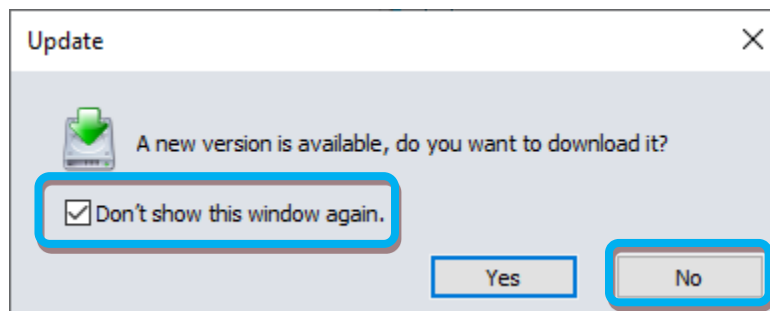 Update
A new version is available, do you want to download it?
Don't show this window again.
Yes No